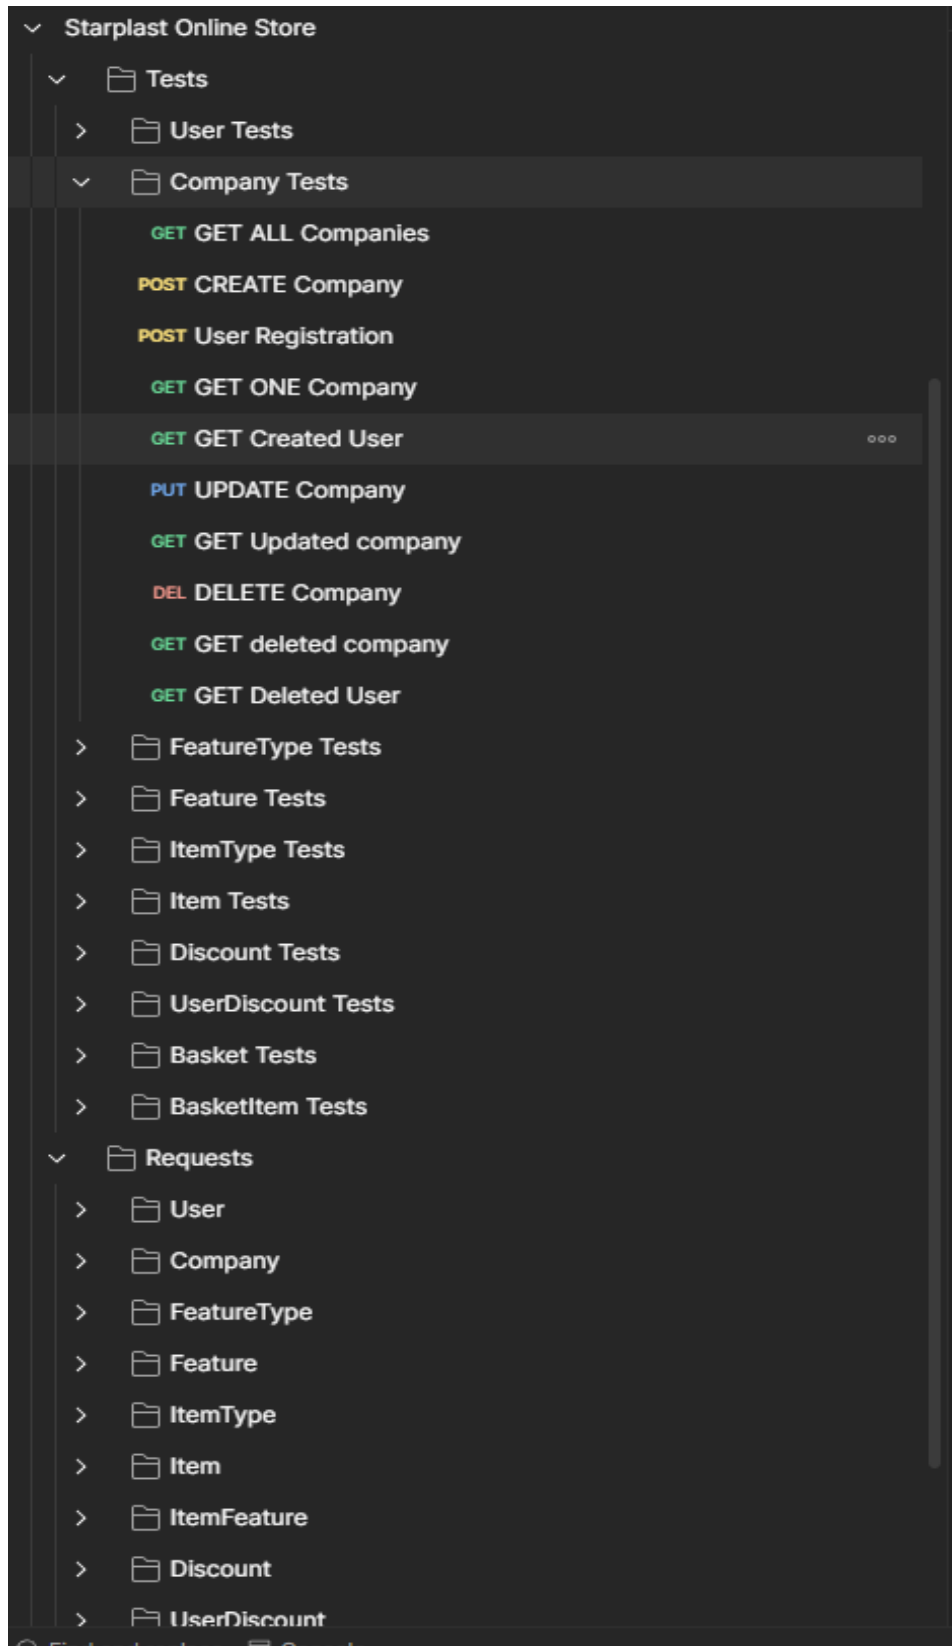 Starplast Online Store
Tests
User Tests
Company Tests
GET GET ALL Companies
POST CREATE Company
POST User Registration
GET GET ONE Company
GET GET Created User
PUT UPDATE Company
GET GET Updated company
DEL DELETE Company
GET GET deleted company
GET GET Deleted User
FeatureType Tests
Feature Tests
ItemType Tests
Item Tests
Discount Tests
UserDiscount Tests
Basket Tests
BasketItem Tests
Requests
User
Company
FeatureType
Feature
ItemType
Item
ItemFeature
Discount
UserDiscount